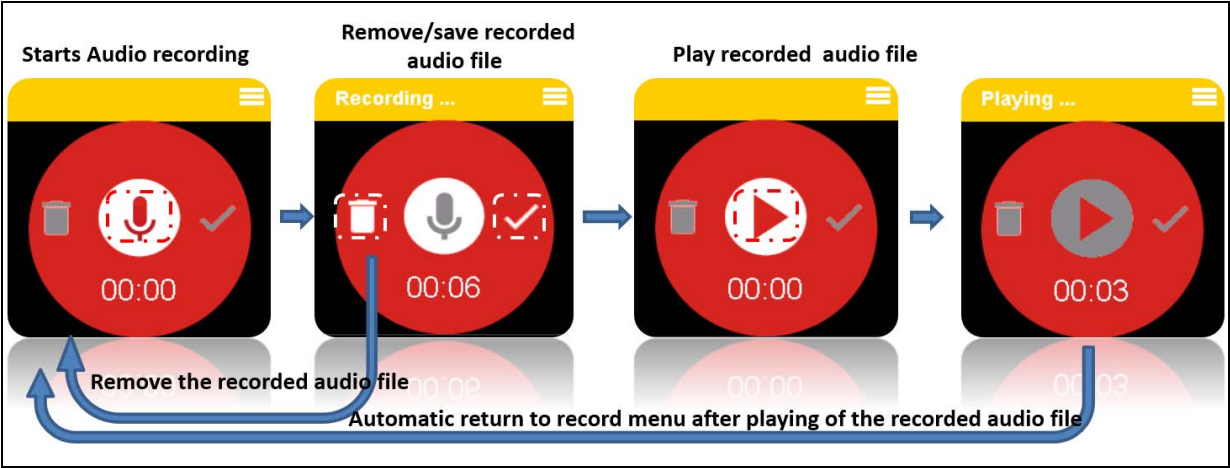 Starts Audio recording
Remove/save recorded
audio file
Play recorded  audio file
Recording ...
Playing ...
00:00
00:06
00:00
00:03
Remove the recorded audio file
Automatic return to record menu after playing of the recorded audio file